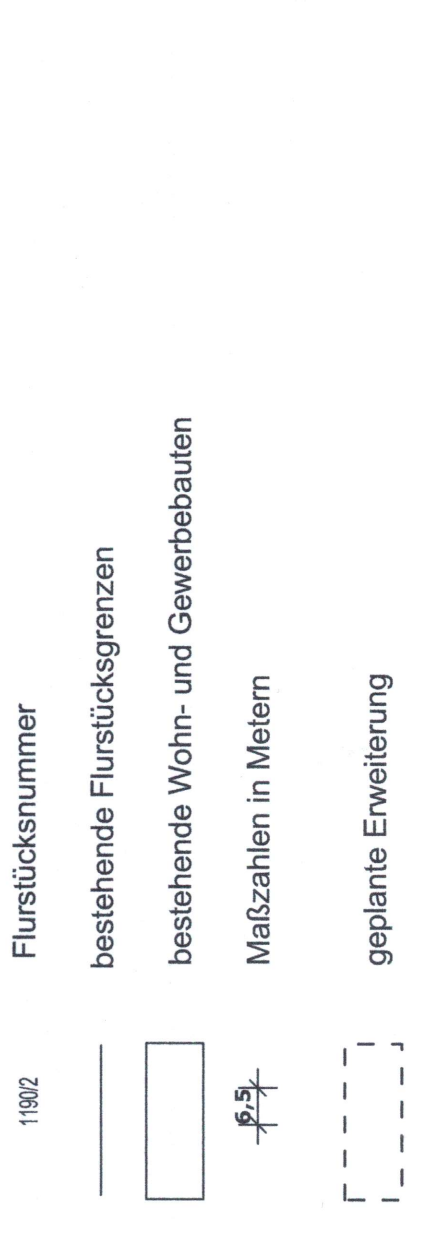 1190/2 Flurstücksnummer
bestehende Flurstücksgrenzen
bestehende Wohn- und Gewerbebauten
6,5 Maßzahlen in Metern
geplante Erweiterung